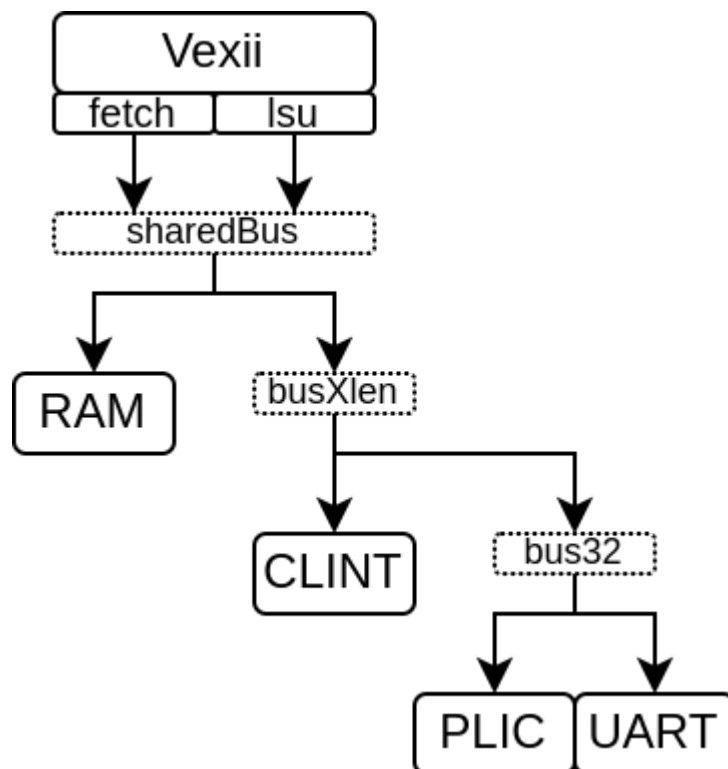 Vexii
fetch lsu
sharedBus
RAM
busXlen
CLINT
bus32
PLIC UART